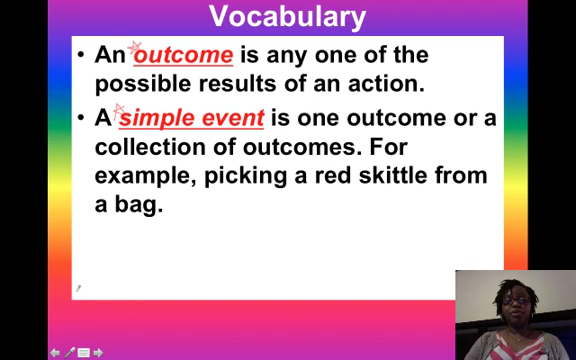 Vocabulary
• An outcome is any one of the
possible results of an action.
• A simple event is one outcome or a
collection of outcomes. For
example, picking a red skittle from
a bag.